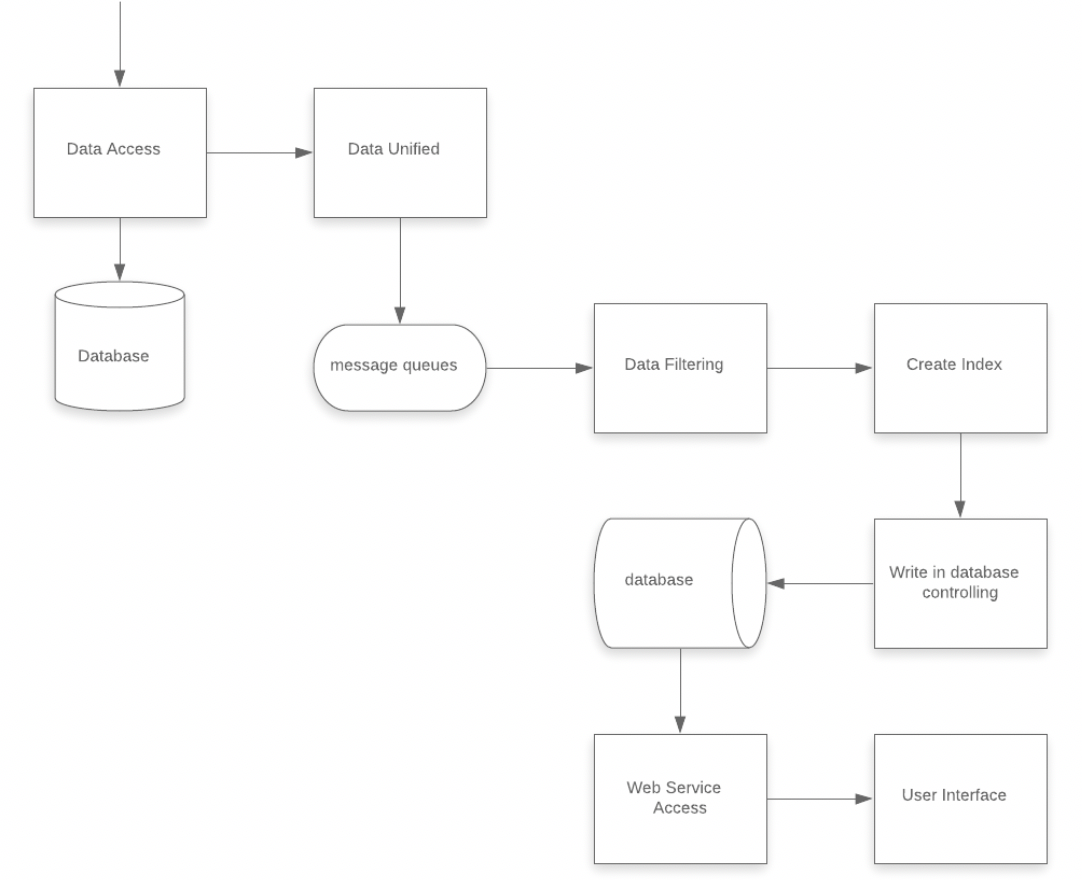 Data Access
Data Unified
Database
message queues
Data Filtering
Create Index
database
Write in database
controlling
Web Service
Access
User Interface